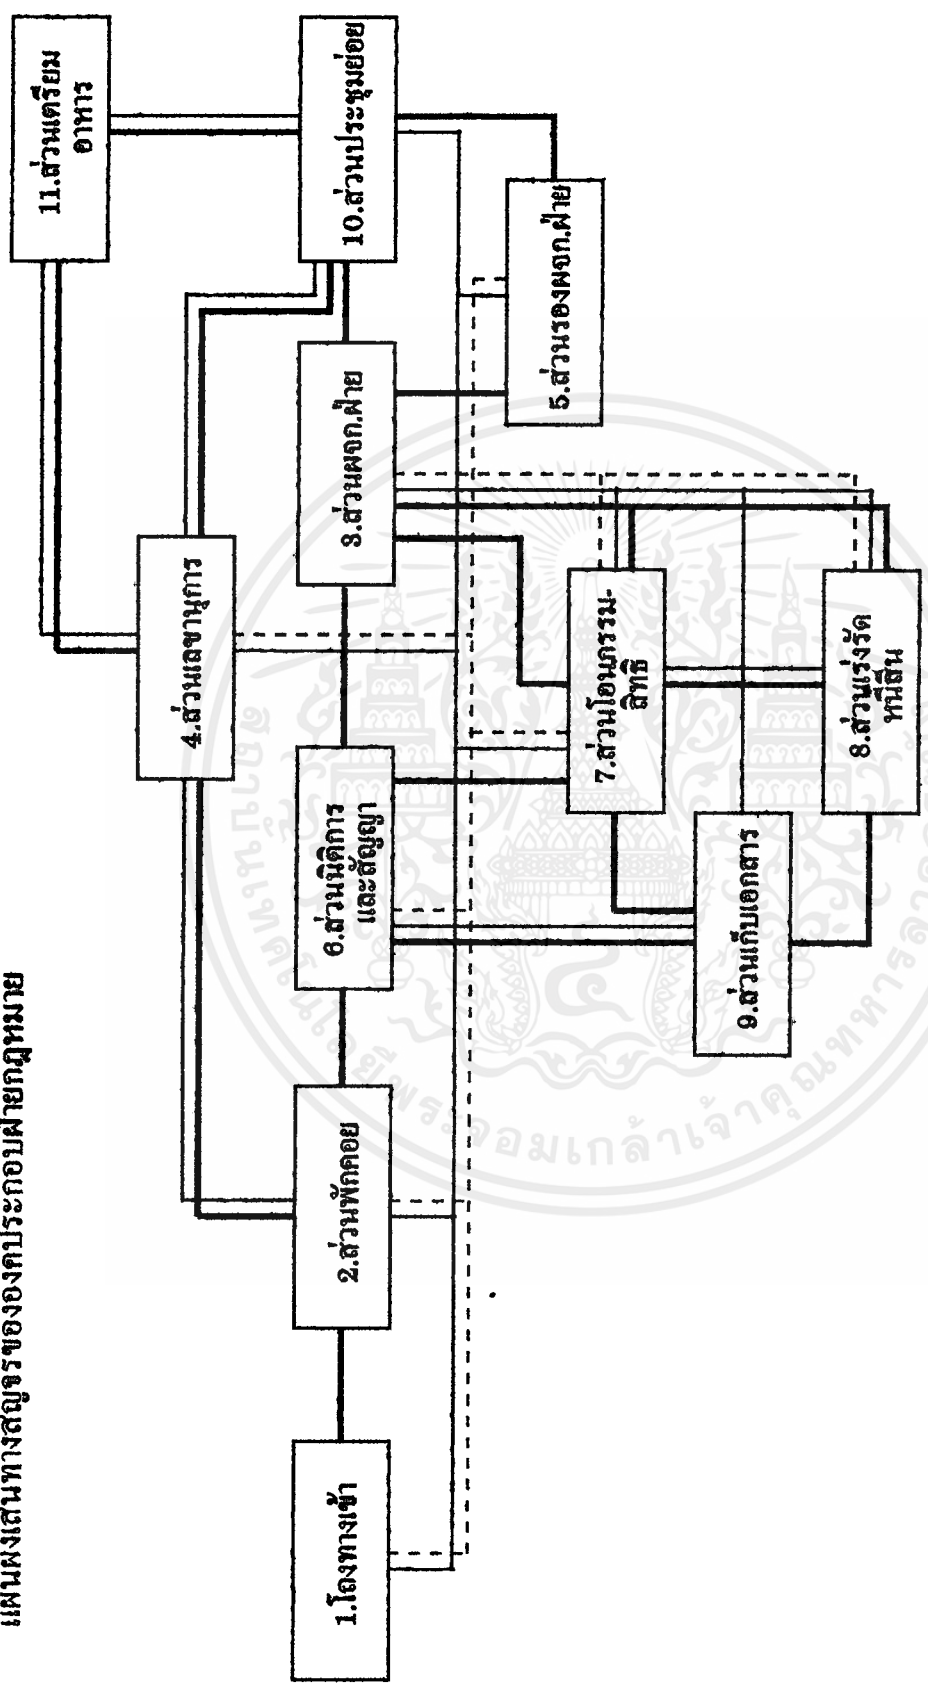 แผนผังเส้นทางสัญจรขององค์ประกอบฝ่ายกฎหมาย
11.ส่วนเตรียม
อาหาร
4.ส่วนเลขานุการ
1.โถงทางเข้า
2.ส่วนพักคอย
6.ส่วนนิติการ
และสัญญา
3.ส่วนผจก.ฝ่าย
10.ส่วนประชุมย่อย
5.ส่วนรองผจก.ฝ่าย
7.ส่วนโอนกรรม-
สิทธิ
9.ส่วนเก็บเอกสาร
8.ส่วนเร่งรัด
หนี้สิน